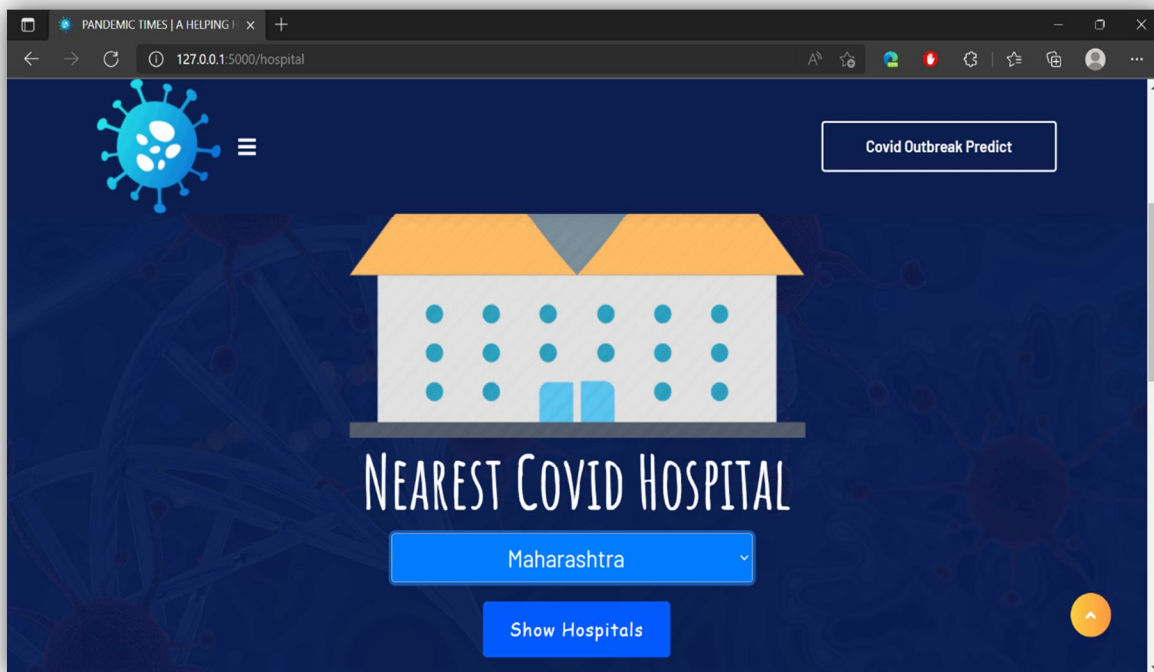 PANDEMIC TIMES | A HELPING H
127.0.0.1:5000/hospital
Covid Outbreak Predict
NEAREST COVID HOSPITAL
Maharashtra
Show Hospitals